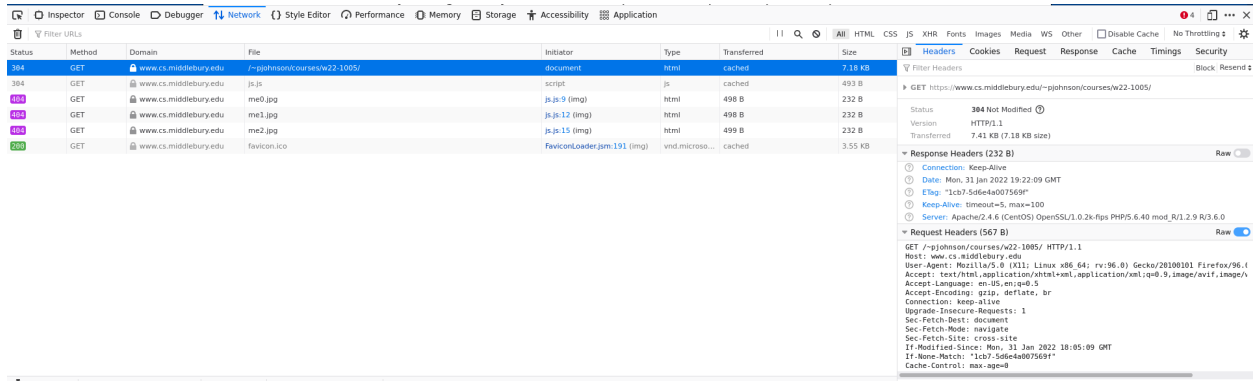 Inspector Console Debugger Network {} Style Editor Performance Memory Storage Accessibility Application 4
Filter URLs All HTML CSS JS XHR Fonts Images Media WS Other Disable Cache No Throttling
Status Method Domain File Initiator Type Transferred Size
304 GET www.cs.middlebury.edu /~pjohnson/courses/w22-1005/ document html cached 7.18 KB
304 GET www.cs.middlebury.edu js.js script js cached 493 B
404 GET www.cs.middlebury.edu me0.jpg js.js:9 (img) html 498 B 232 B
404 GET www.cs.middlebury.edu me1.jpg js.js:12 (img) html 498 B 232 B
404 GET www.cs.middlebury.edu me2.jpg js.js:15 (img) html 499 B 232 B
200 GET www.cs.middlebury.edu favicon.ico FaviconLoader.jsm:191 (img) vnd.microso... cached 3.55 KB
Headers Cookies Request Response Cache Timings Security
Filter Headers Block Resend
GET https://www.cs.middlebury.edu/~pjohnson/courses/w22-1005/
Status 304 Not Modified
Version HTTP/1.1
Transferred 7.41 KB (7.18 KB size)
Response Headers (232 B) Raw
Connection: Keep-Alive
Date: Mon, 31 Jan 2022 19:22:09 GMT
ETag: "1cb7-5d6e4a007569f"
Keep-Alive: timeout=5, max=100
Server: Apache/2.4.6 (CentOS) OpenSSL/1.0.2k-fips PHP/5.6.40 mod_R/1.2.9 R/3.6.0
Request Headers (567 B) Raw
GET /~pjohnson/courses/w22-1005/ HTTP/1.1
Host: www.cs.middlebury.edu
User-Agent: Mozilla/5.0 (X11; Linux x86_64; rv:96.0) Gecko/20100101 Firefox/96.
Accept: text/html,application/xhtml+xml,application/xml;q=0.9,image/avif,image/
Accept-Language: en-US,en;q=0.5
Accept-Encoding: gzip, deflate, br
Connection: keep-alive
Upgrade-Insecure-Requests: 1
Sec-Fetch-Dest: document
Sec-Fetch-Mode: navigate
Sec-Fetch-Site: cross-site
If-Modified-Since: Mon, 31 Jan 2022 18:05:09 GMT
If-None-Match: "1cb7-5d6e4a007569f"
Cache-Control: max-age=0